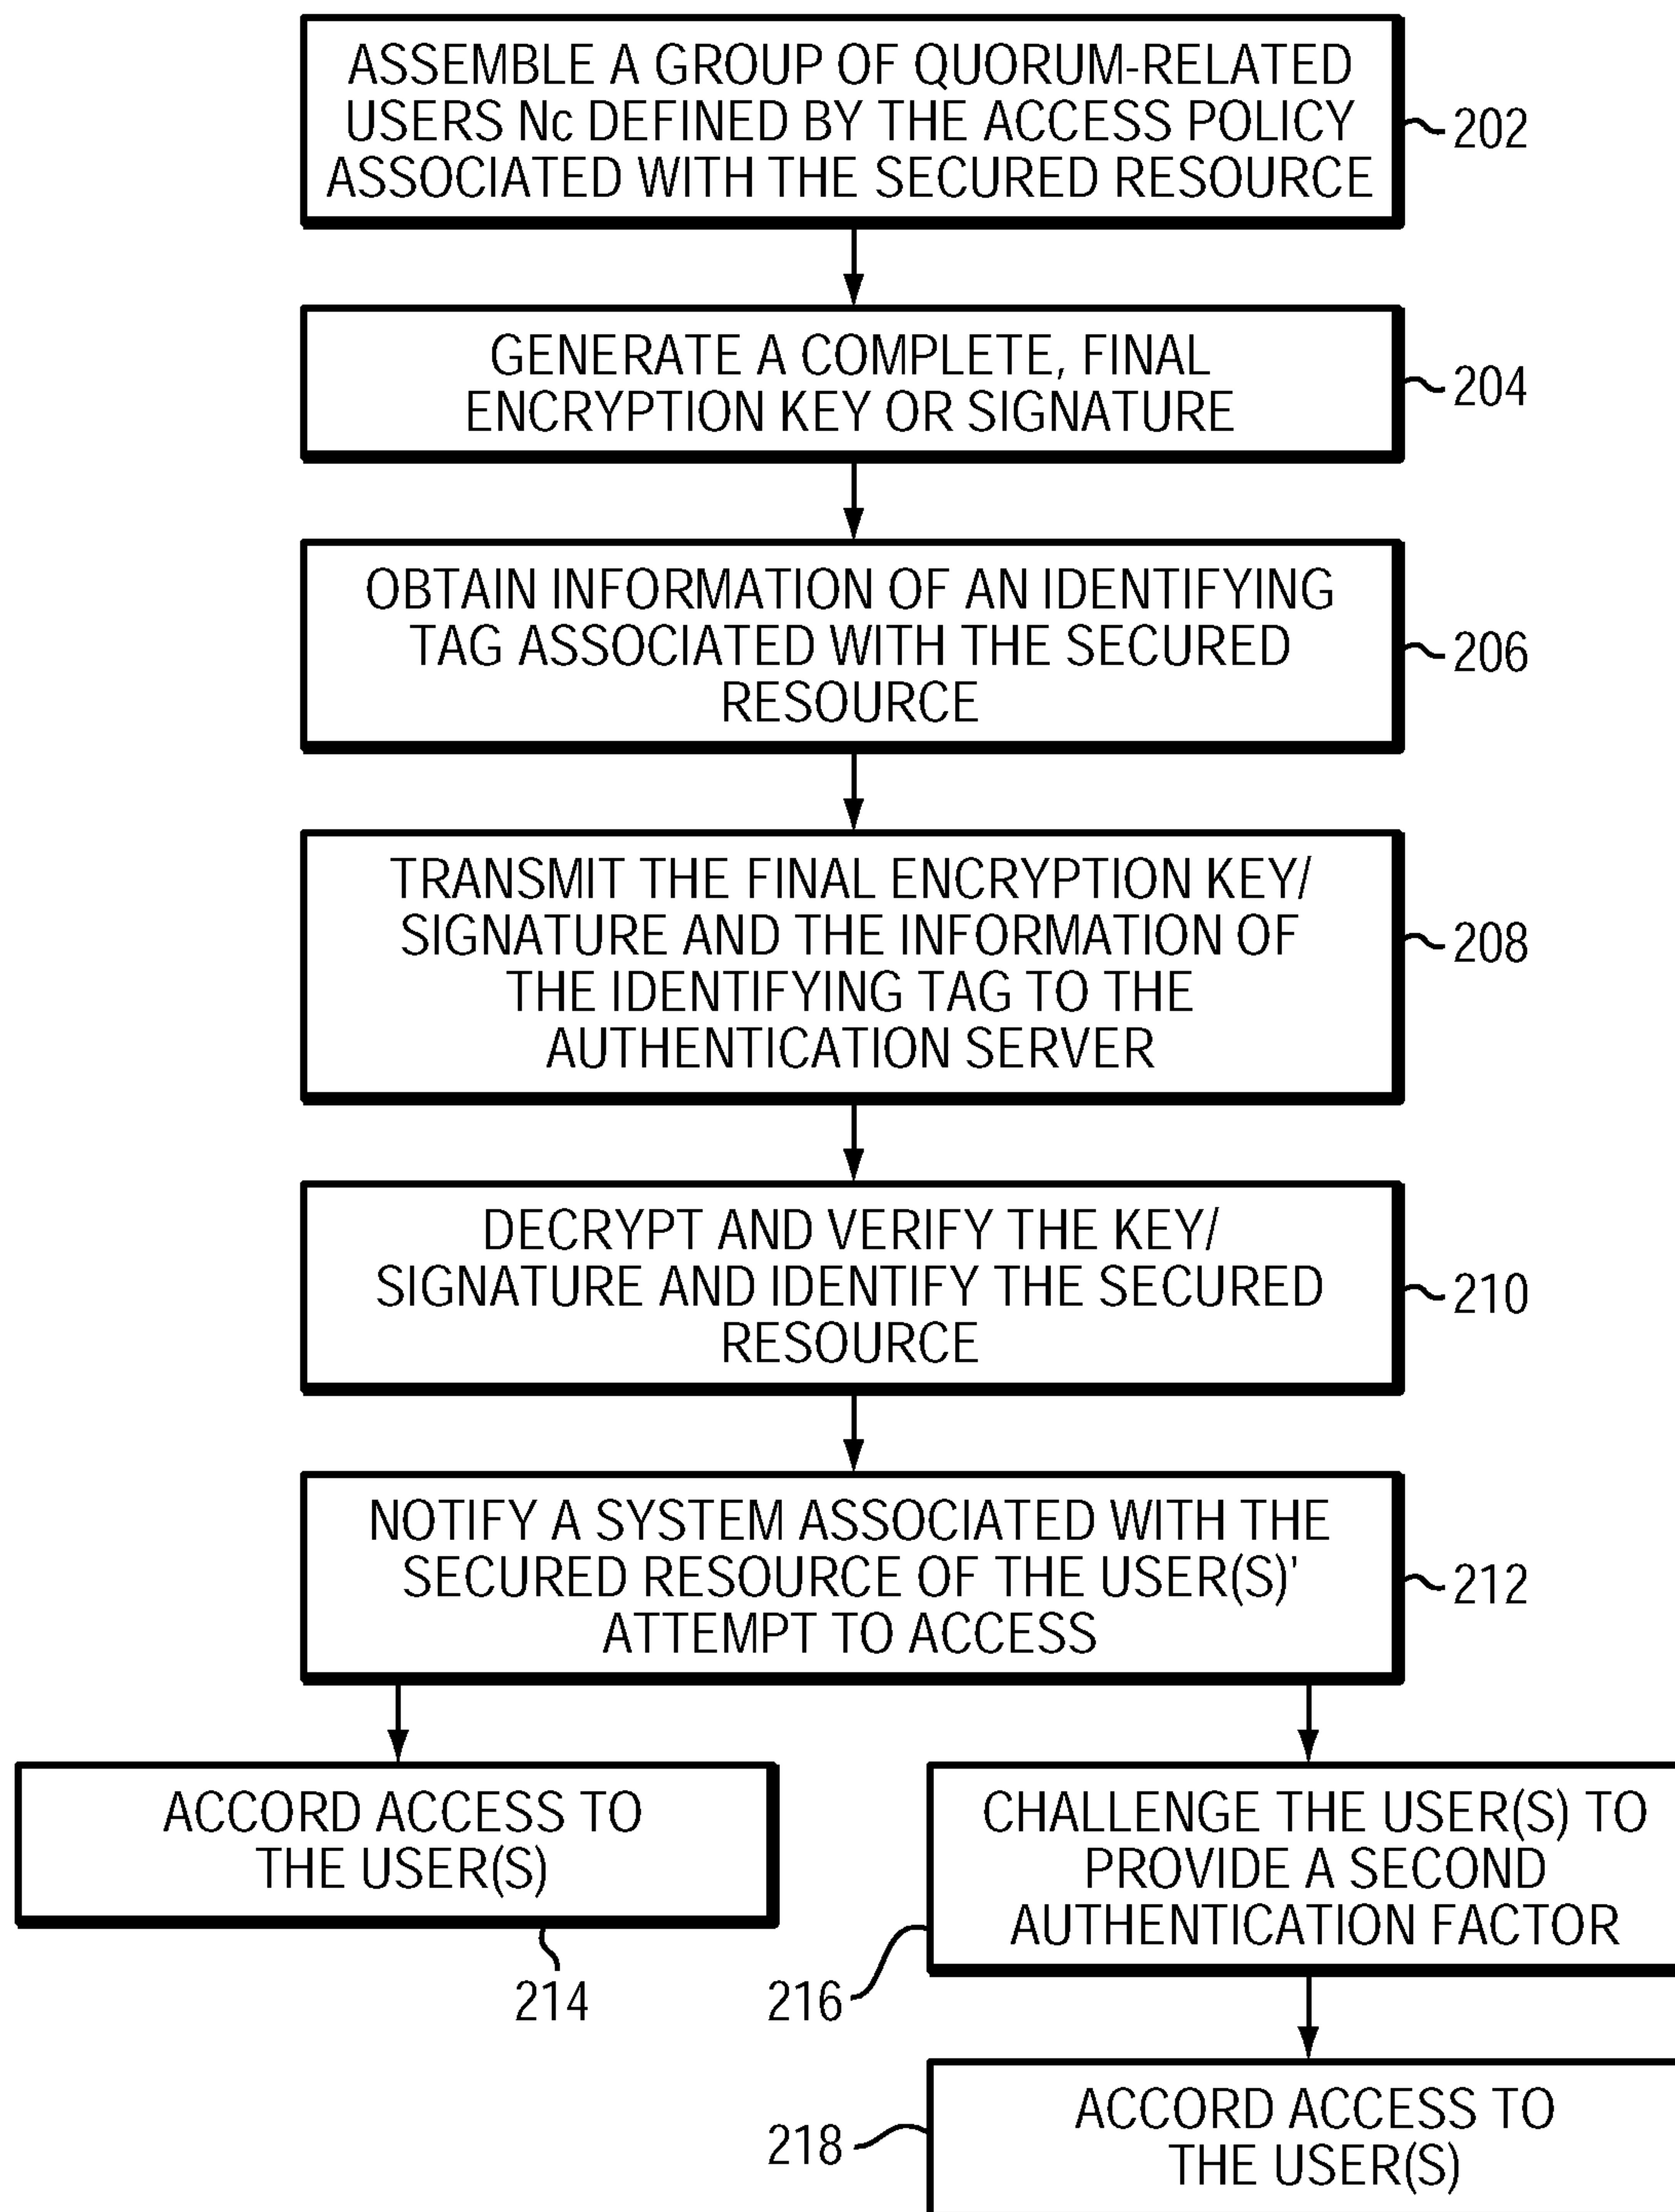 ASSEMBLE A GROUP OF QUORUM-RELATED
USERS Nc DEFINED BY THE ACCESS POLICY
ASSOCIATED WITH THE SECURED RESOURCE
202
GENERATE A COMPLETE, FINAL
ENCRYPTION KEY OR SIGNATURE
204
OBTAIN INFORMATION OF AN IDENTIFYING
TAG ASSOCIATED WITH THE SECURED
RESOURCE
206
TRANSMIT THE FINAL ENCRYPTION KEY/
SIGNATURE AND THE INFORMATION OF
THE IDENTIFYING TAG TO THE
AUTHENTICATION SERVER
208
DECRYPT AND VERIFY THE KEY/
SIGNATURE AND IDENTIFY THE SECURED
RESOURCE
210
NOTIFY A SYSTEM ASSOCIATED WITH THE
SECURED RESOURCE OF THE USER(S)'
ATTEMPT TO ACCESS
212
ACCORD ACCESS TO
THE USER(S)
214
CHALLENGE THE USER(S) TO
PROVIDE A SECOND
AUTHENTICATION FACTOR
216
ACCORD ACCESS TO
THE USER(S)
218